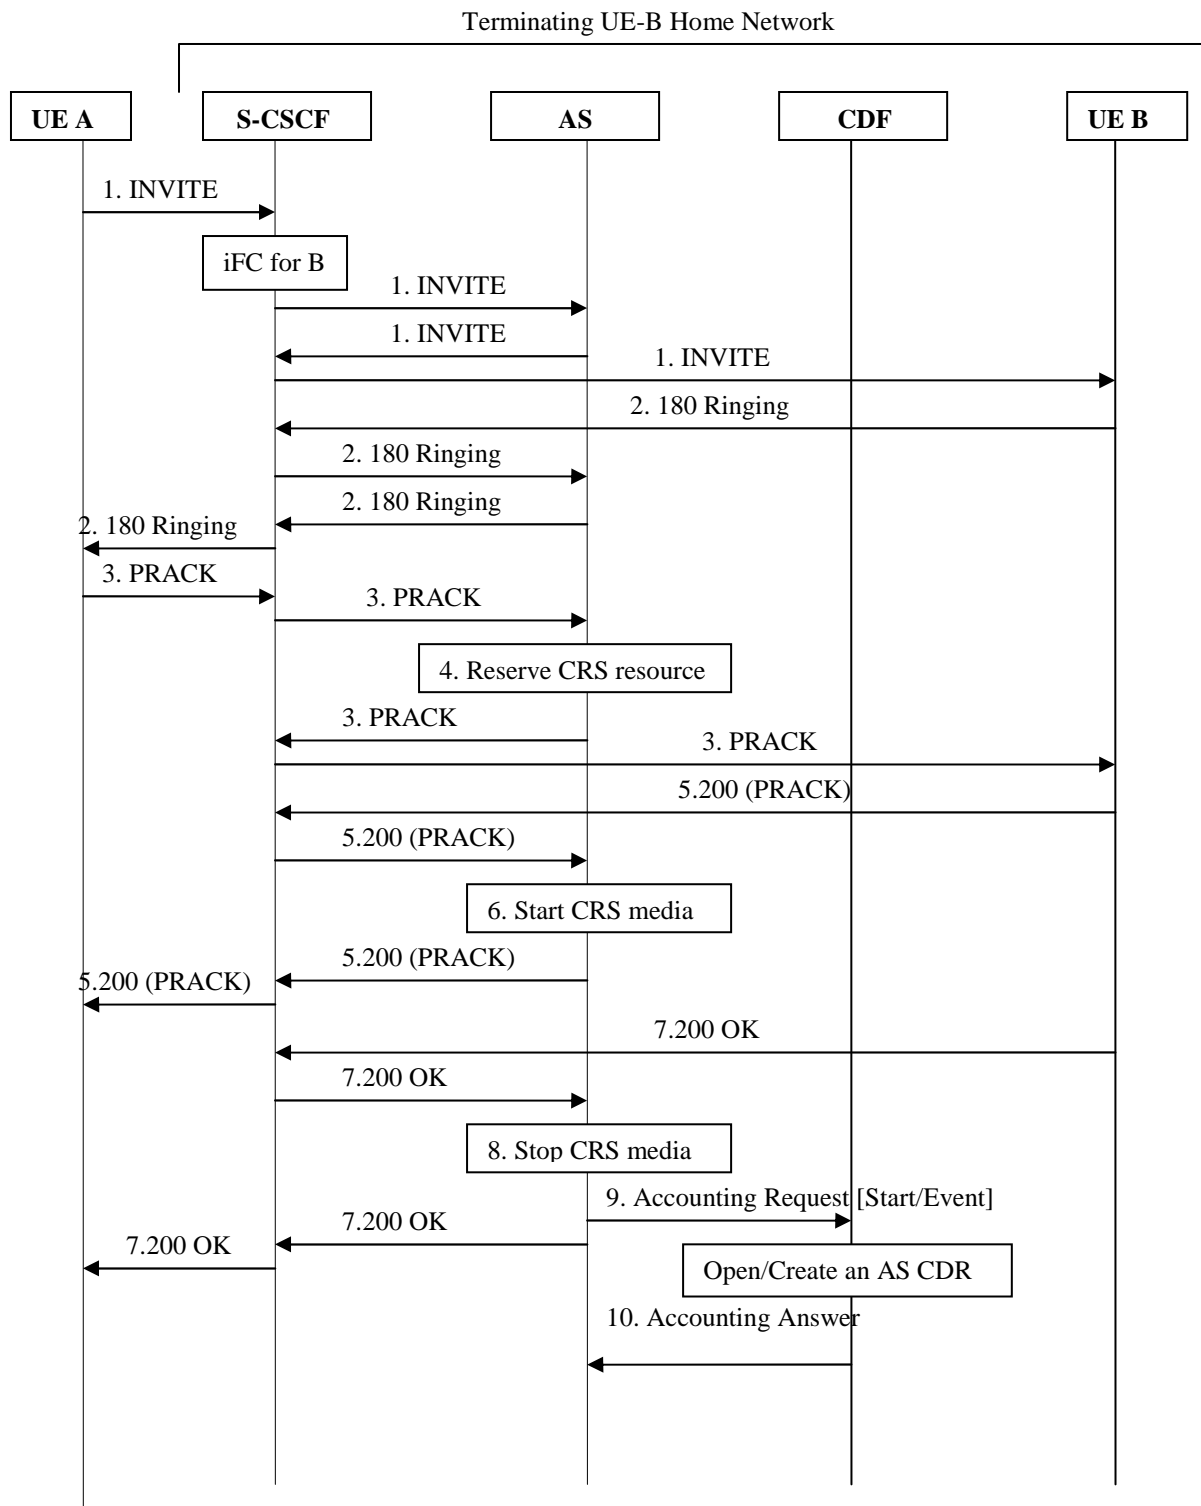 Terminating UE-B Home Network
UE A
S-CSCF
AS
CDF
UE B
1. INVITE
iFC for B
1. INVITE
1. INVITE
1. INVITE
2. 180 Ringing
2. 180 Ringing
2. 180 Ringing
2. 180 Ringing
3. PRACK
3. PRACK
4. Reserve CRS resource
3. PRACK
3. PRACK
5.200 (PRACK)
5.200 (PRACK)
6. Start CRS media
5.200 (PRACK)
5.200 (PRACK)
7.200 OK
7.200 OK
8. Stop CRS media
9. Accounting Request [Start/Event]
7.200 OK
7.200 OK
Open/Create an AS CDR
10. Accounting Answer